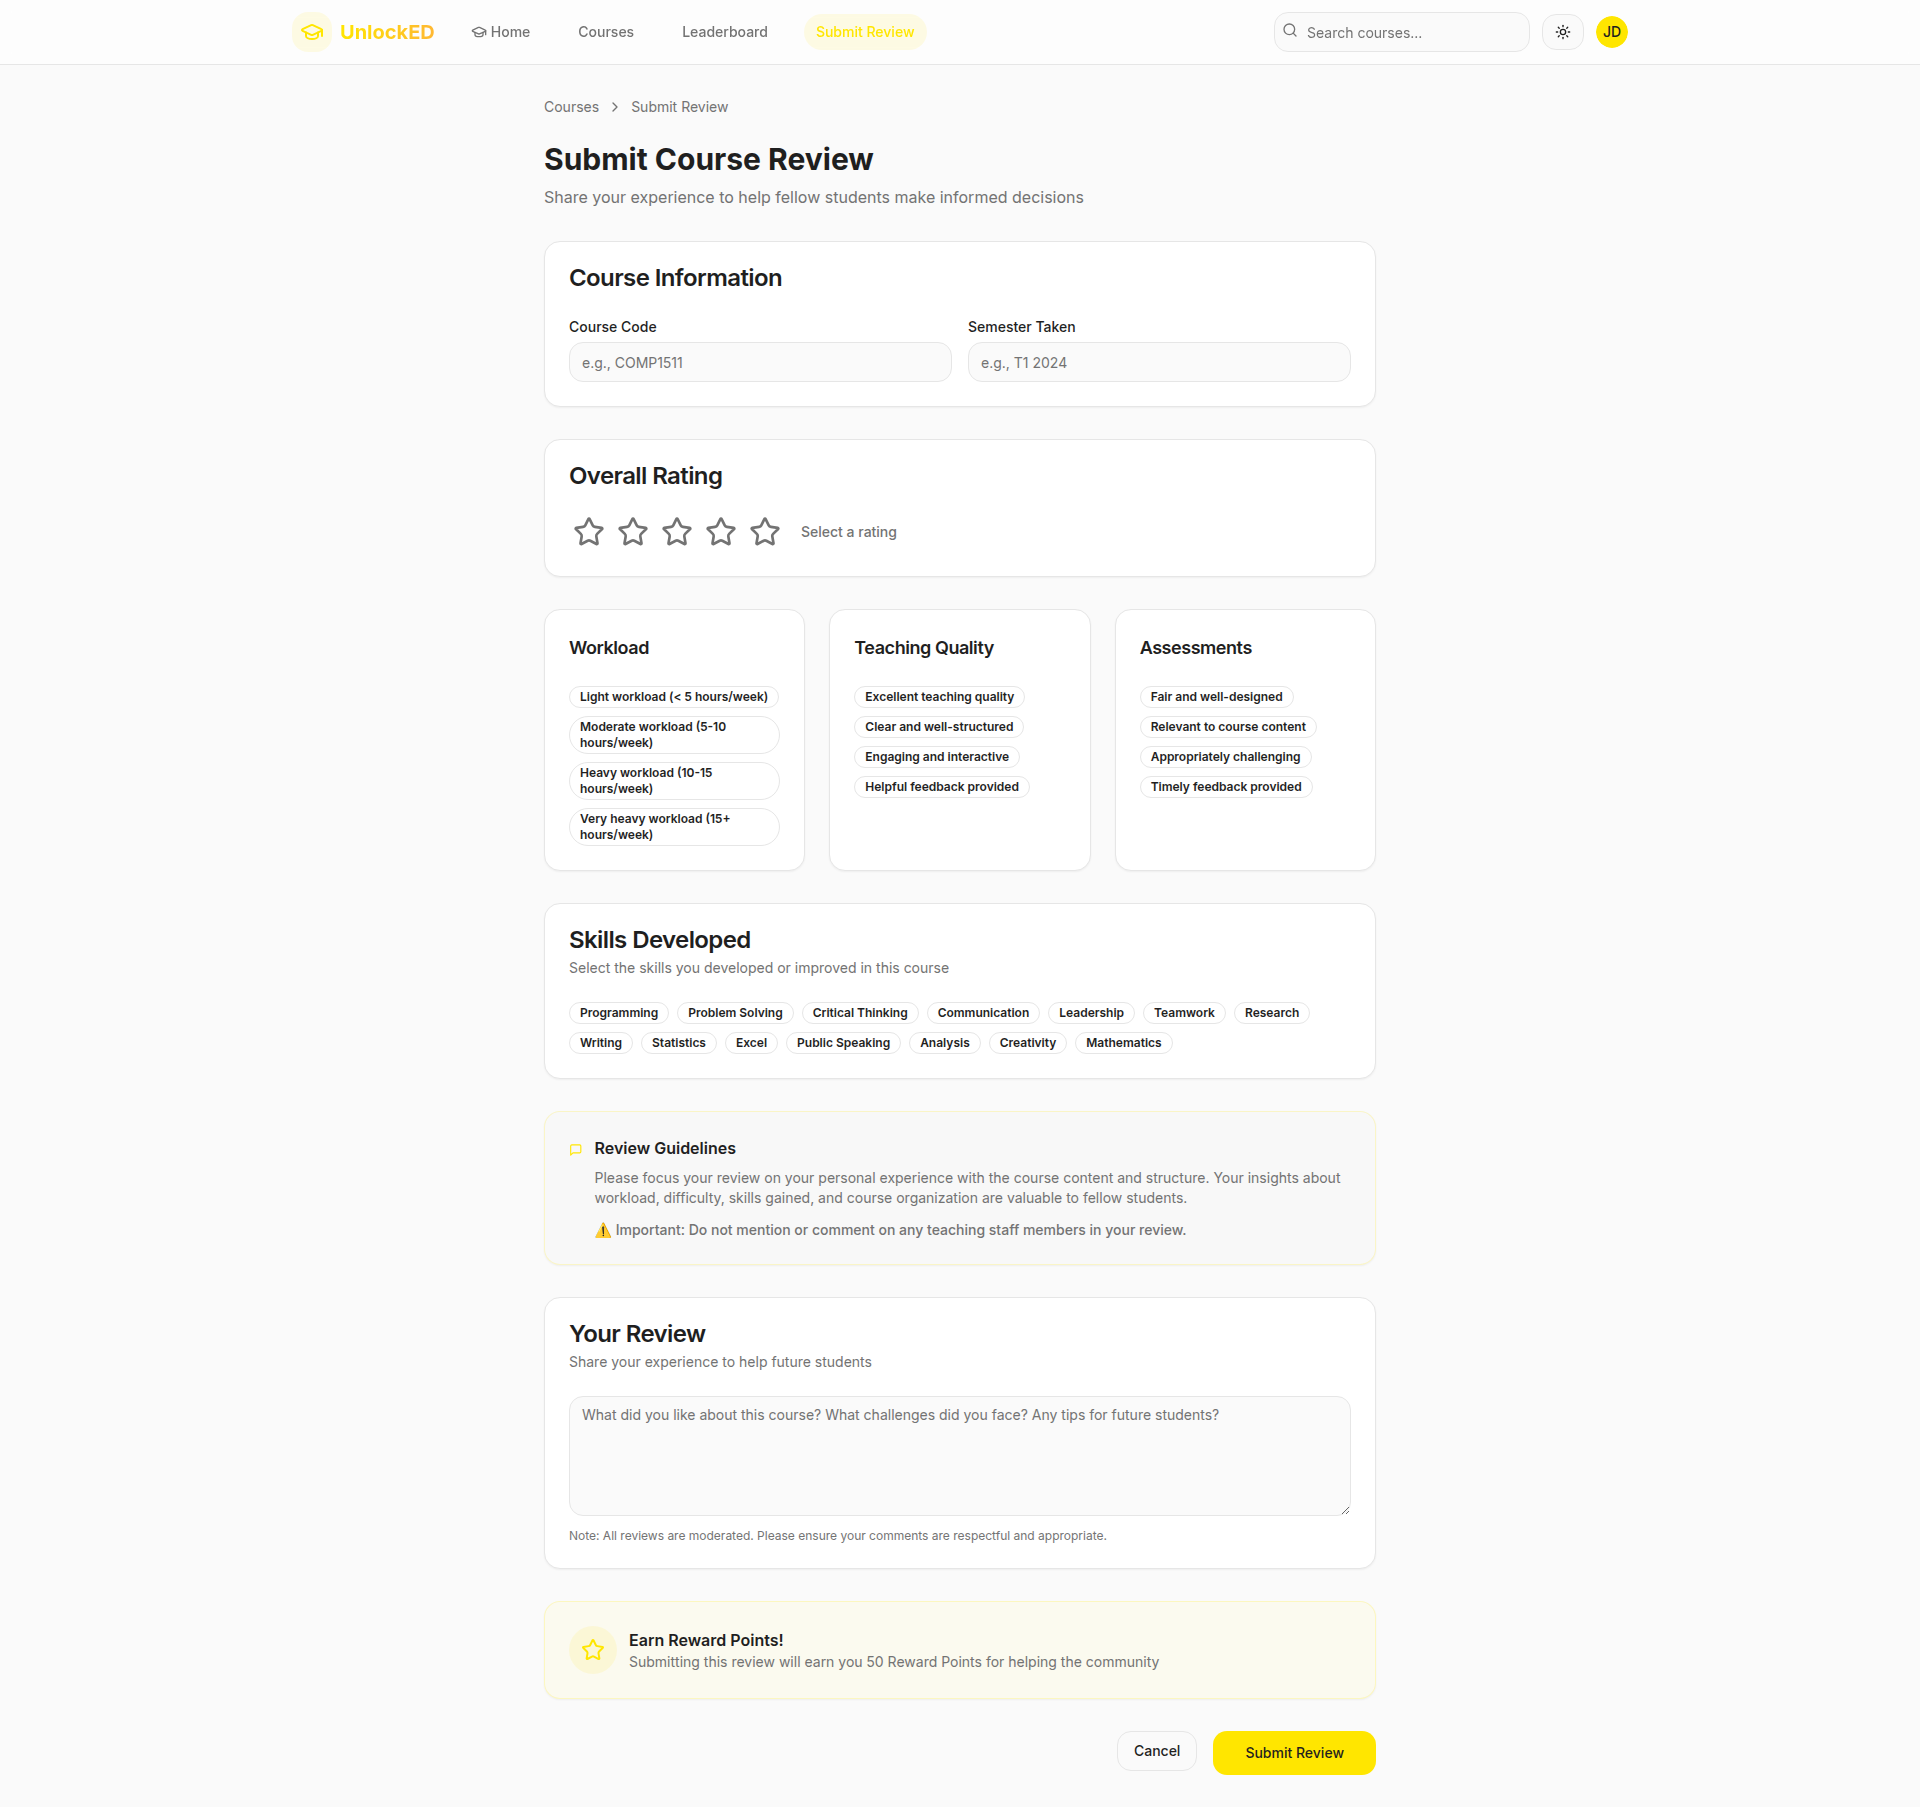 UnlockED
Home
Courses
Leaderboard
Submit Review
Search courses...
JD
Courses > Submit Review
Submit Course Review
Share your experience to help fellow students make informed decisions
Course Information
Course Code
Semester Taken
e.g., COMP1511
e.g., T1 2024
Overall Rating
Select a rating
Workload
Light workload (< 5 hours/week)
Moderate workload (5-10
hours/week)
Heavy workload (10-15
hours/week)
Very heavy workload (15+
hours/week)
Teaching Quality
Excellent teaching quality
Clear and well-structured
Engaging and interactive
Helpful feedback provided
Assessments
Fair and well-designed
Relevant to course content
Appropriately challenging
Timely feedback provided
Skills Developed
Select the skills you developed or improved in this course
Programming Problem Solving Critical Thinking Communication Leadership Teamwork Research
Writing Statistics Excel Public Speaking Analysis Creativity Mathematics
Review Guidelines
Please focus your review on your personal experience with the course content and structure. Your insights about
workload, difficulty, skills gained, and course organization are valuable to fellow students.
⚠️ Important: Do not mention or comment on any teaching staff members in your review.
Your Review
Share your experience to help future students
What did you like about this course? What challenges did you face? Any tips for future students?
Note: All reviews are moderated. Please ensure your comments are respectful and appropriate.
Earn Reward Points!
Submitting this review will earn you 50 Reward Points for helping the community
Cancel
Submit Review